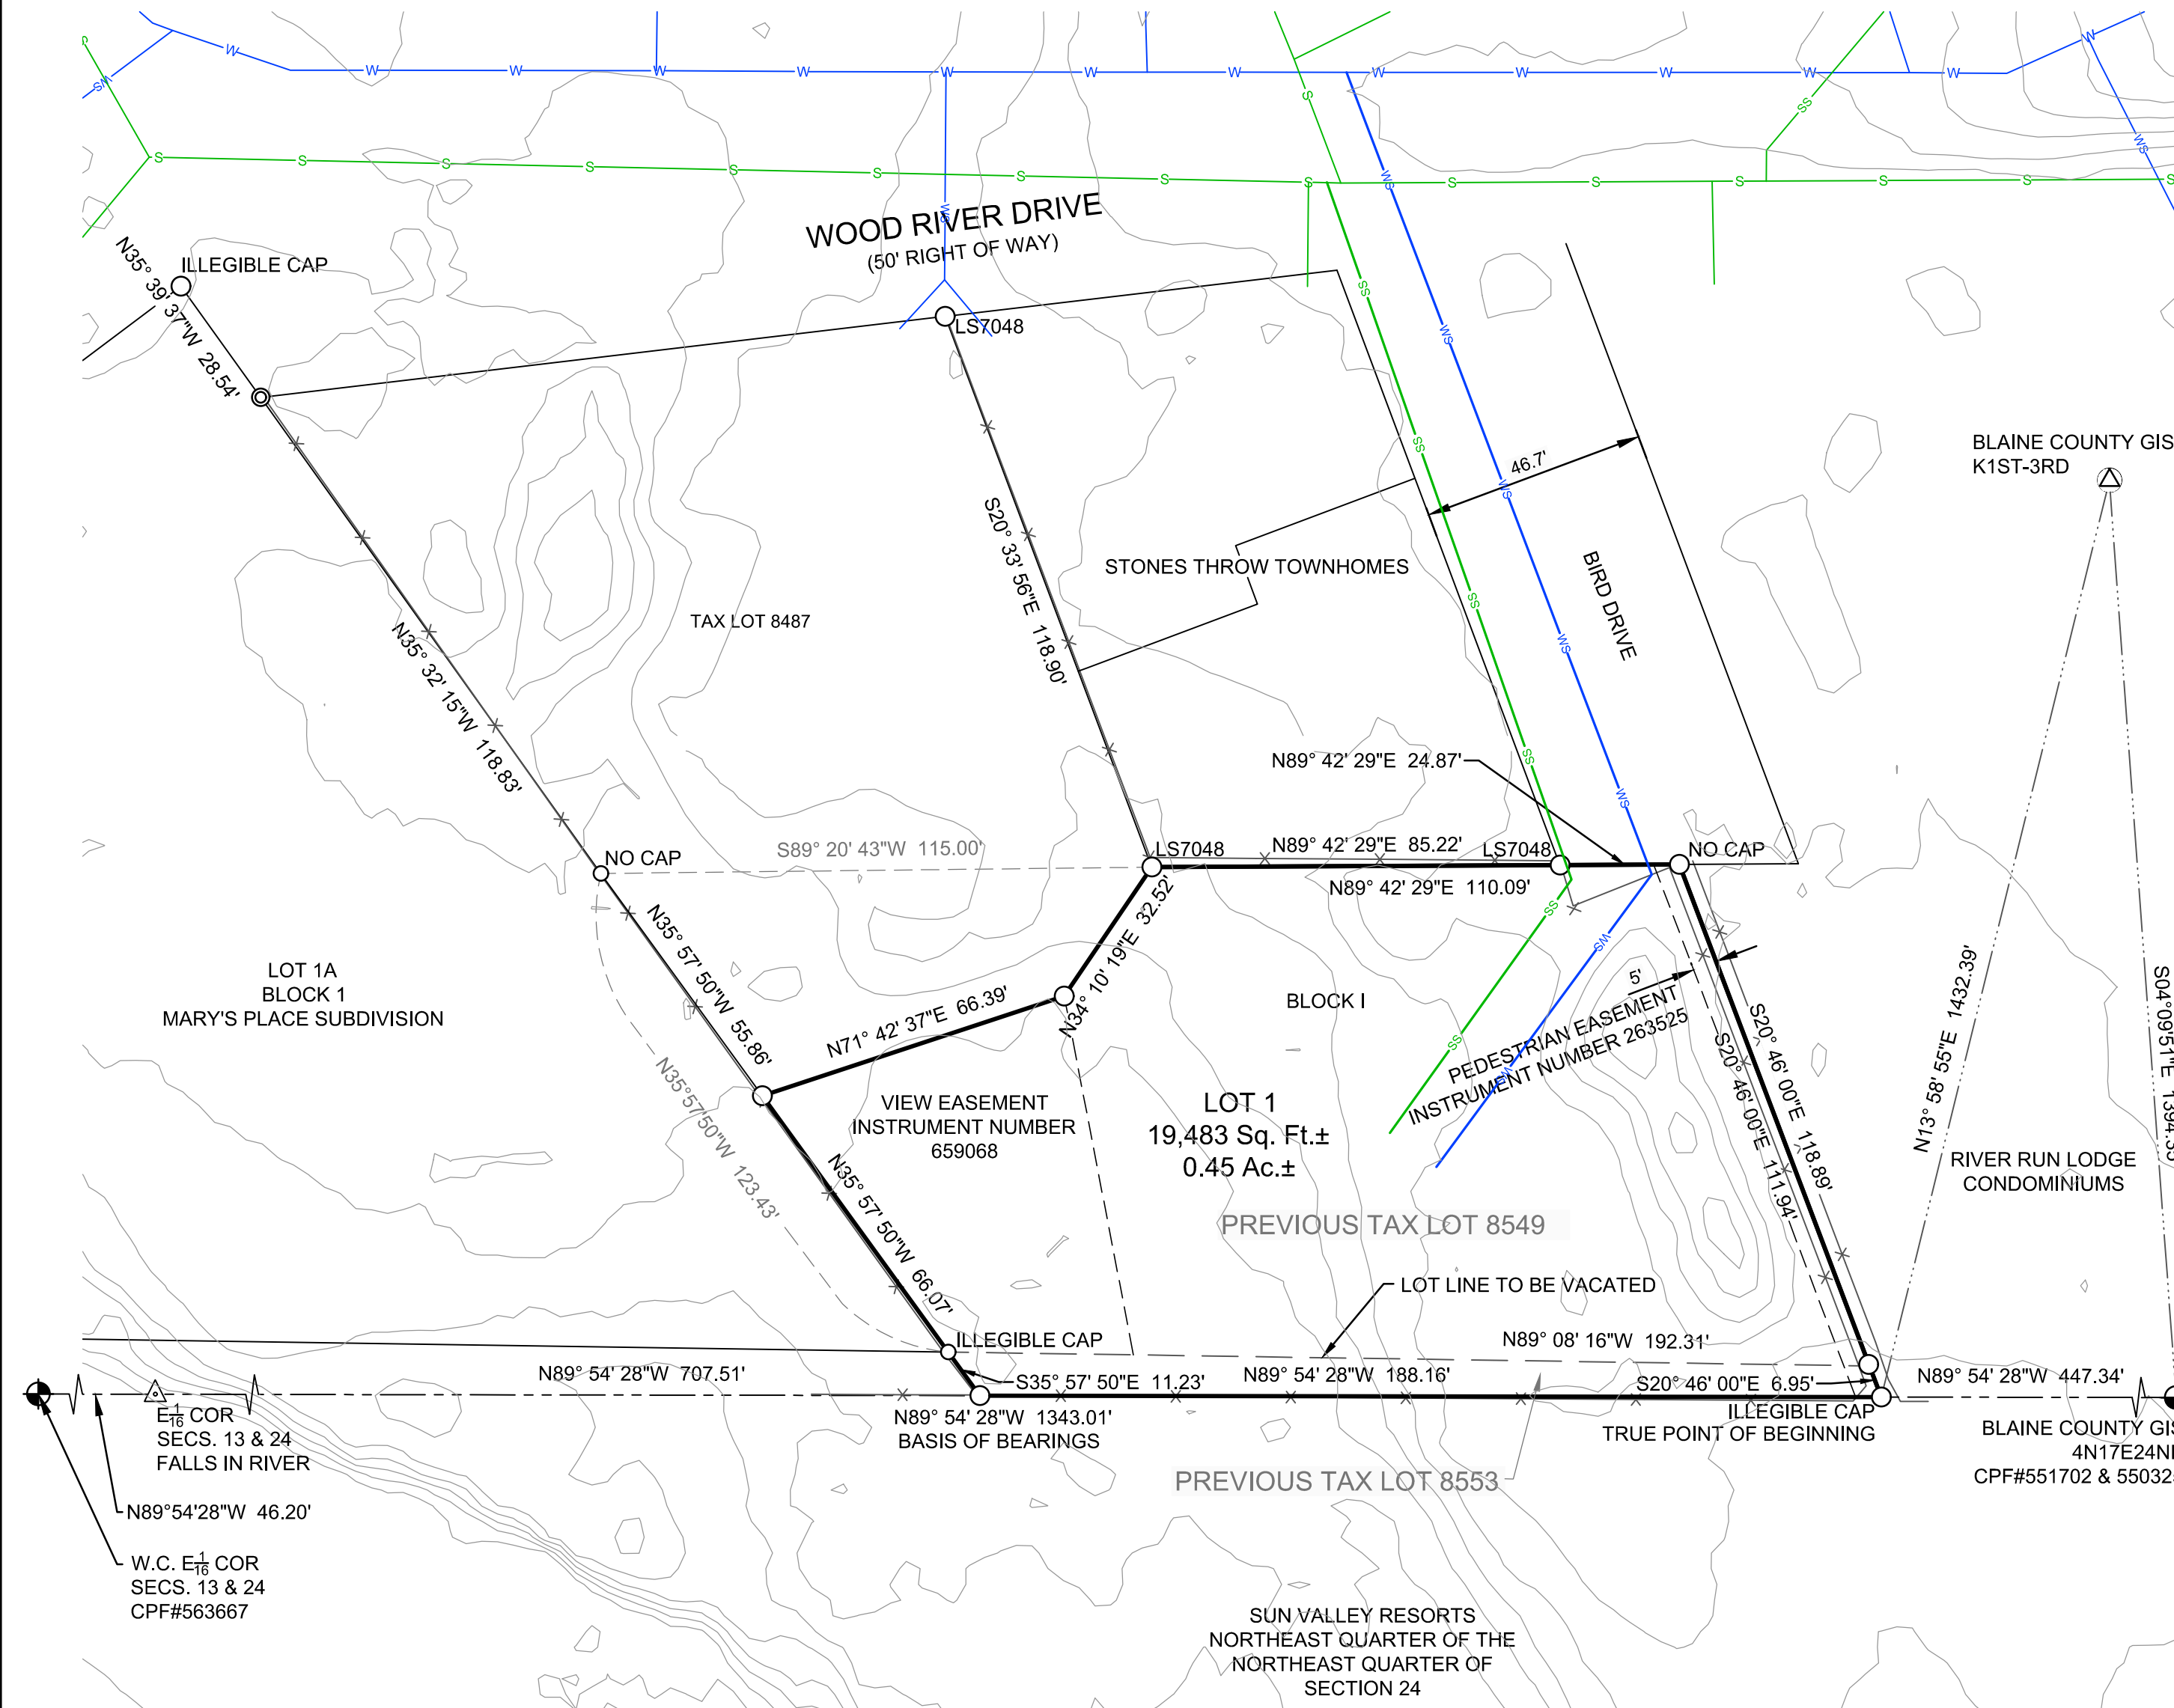 WOOD RIVER DRIVE
(50' RIGHT OF WAY)
ILLEGIBLE CAP
N35° 39' 37"W 28.54'
LS7048
BLAINE COUNTY GIS
K1ST-3RD
46.7'
S20° 33' 56"E 118.90'
STONES THROW TOWNHOMES
BIRD DRIVE
TAX LOT 8487
N35° 32' 15"W 118.83'
N89° 42' 29"E 24.87'
NO CAP
S89° 20' 43"W 115.00'
LS7048
N89° 42' 29"E 85.22'
LS7048
NO CAP
N89° 42' 29"E 110.09'
N34° 10' 19"E 32.52'
N35° 57' 50"W 55.86'
LOT 1A
BLOCK 1
MARY'S PLACE SUBDIVISION
N71° 42' 37"E 66.39'
BLOCK I
5'
PEDESTRIAN EASEMENT
INSTRUMENT NUMBER 263525
S20° 46' 00"E 118.89'
S20° 46' 00"E 111.94'
N13° 58' 55"E 1432.39'
S04°09'51"E
N35°57'50"W 123.43'
VIEW EASEMENT
INSTRUMENT NUMBER
659068
LOT 1
19,483 Sq. Ft.±
0.45 Ac.±
RIVER RUN LODGE
CONDOMINIUMS
N35° 57' 50"W 66.07'
PREVIOUS TAX LOT 8549
LOT LINE TO BE VACATED
ILLEGIBLE CAP
N89° 08' 16"W 192.31'
N89° 54' 28"W 707.51'
S35° 57' 50"E 11.23'
N89° 54' 28"W 188.16'
S20° 46' 00"E 6.95'
N89° 54' 28"W 447.34'
E 1/16 COR
SECS. 13 & 24
FALLS IN RIVER
N89° 54' 28"W 1343.01'
BASIS OF BEARINGS
ILLEGIBLE CAP
TRUE POINT OF BEGINNING
BLAINE COUNTY GIS
4N17E24N
CPF#551702 & 55032
PREVIOUS TAX LOT 8553
N89°54'28"W 46.20'
W.C. E 1/16 COR
SECS. 13 & 24
CPF#563667
SUN VALLEY RESORTS
NORTHEAST QUARTER OF THE
NORTHEAST QUARTER OF
SECTION 24